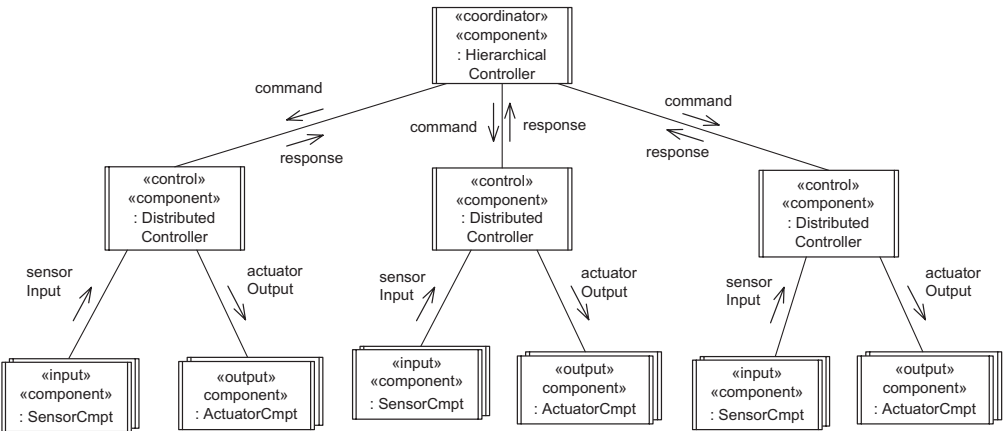 «coordinator»
«component»
: Hierarchical
Controller
command
response
command
response
command
response
«control»
«component»
: Distributed
Controller
«control»
«component»
: Distributed
Controller
«control»
«component»
: Distributed
Controller
sensor
Input
actuator
Output
sensor
Input
actuator
Output
sensor
Input
actuator
Output
«input»
«component»
: SensorCmpt
«output»
component»
: ActuatorCmpt
«input»
«component»
: SensorCmpt
«output»
component»
: ActuatorCmpt
«input»
«component»
: SensorCmpt
«output»
component»
: ActuatorCmpt